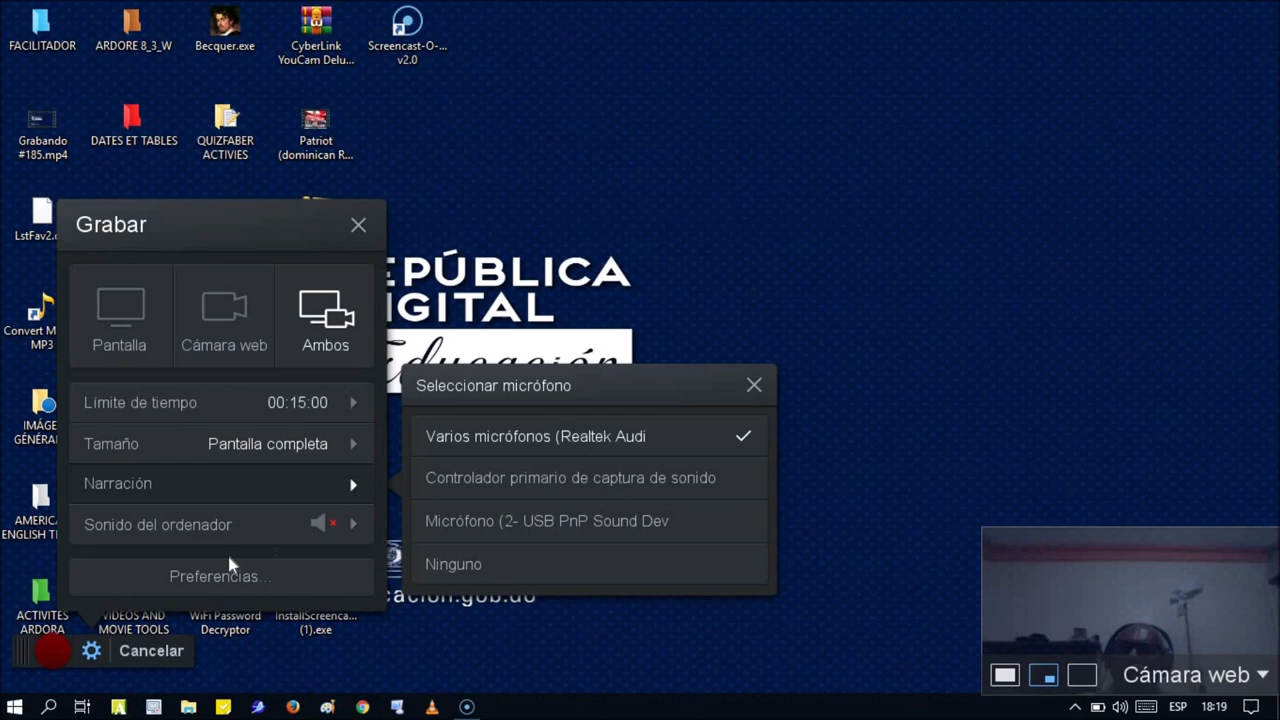 FACILITADOR
ARDORE 8_3_W
Becquer.exe
CyberLink
YouCam Delu...
Screencast-O-...
v2.0
Grabando
#185.mp4
DATES ET TABLES
QUIZFABER
ACTIVIES
Patriot
(dominican R...
LstFav2.
Grabar
EPÚBLICA
IGITAL
Educación
Pantalla
Cámara web
Ambos
Convert M
MP3
Seleccionar micrófono
Límite de tiempo 00:15:00
Varios micrófonos (Realtek Audi
IMÁGE
GÉNÉR
Tamaño Pantalla completa
Controlador primario de captura de sonido
Narración
Micrófono (2- USB PnP Sound Dev
AMERICA
ENGLISH T
Sonido del ordenador
Ninguno
Preferencias...
cacion.gob.do
ACTIVITES
ARDORA
VIDEOS AND
MOVIE TOOLS
WiFi Password
Decryptor
InstallScreenca...
(1).exe
Cancelar
Cámara web
ESP
18:19